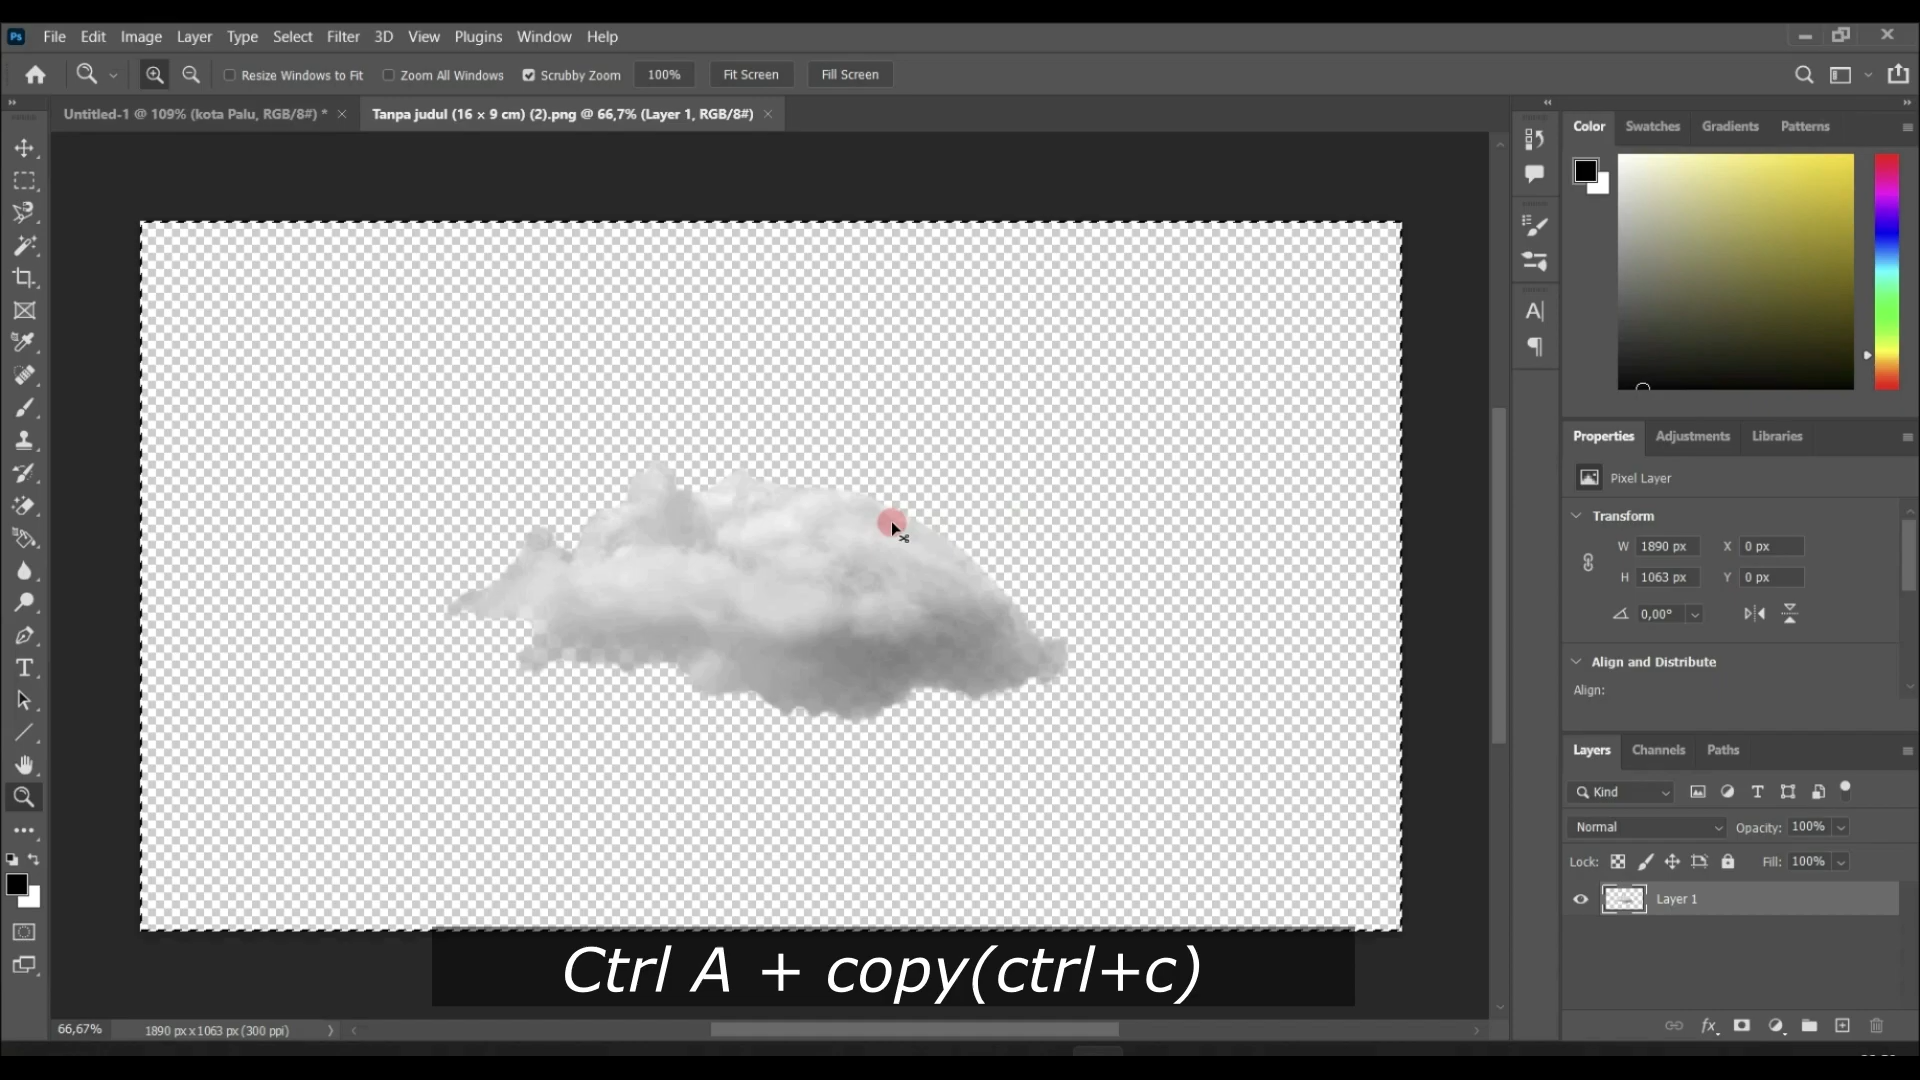 Ps File Edit Image Layer Type Select Filter 3D View Plugins Window Help
Resize Windows to Fit Zoom All Windows Scrubby Zoom 100% Fit Screen Fill Screen
Untitled-1 @ 109% (kota Palu, RGB/8#) * Tanpa judul (16 × 9 cm) (2).png @ 66,7% (Layer 1, RGB/8#)
Color Swatches Gradients Patterns
Properties Adjustments Libraries
Pixel Layer
Transform
W 1890 px X 0 px
H 1063 px Y 0 px
0,00°
Align and Distribute
Align:
Layers Channels Paths
Kind
Normal Opacity: 100%
Lock: Fill: 100%
Layer 1
Ctrl A + copy(ctrl+c)
66,67% 1890 px x 1063 px (300 ppi)